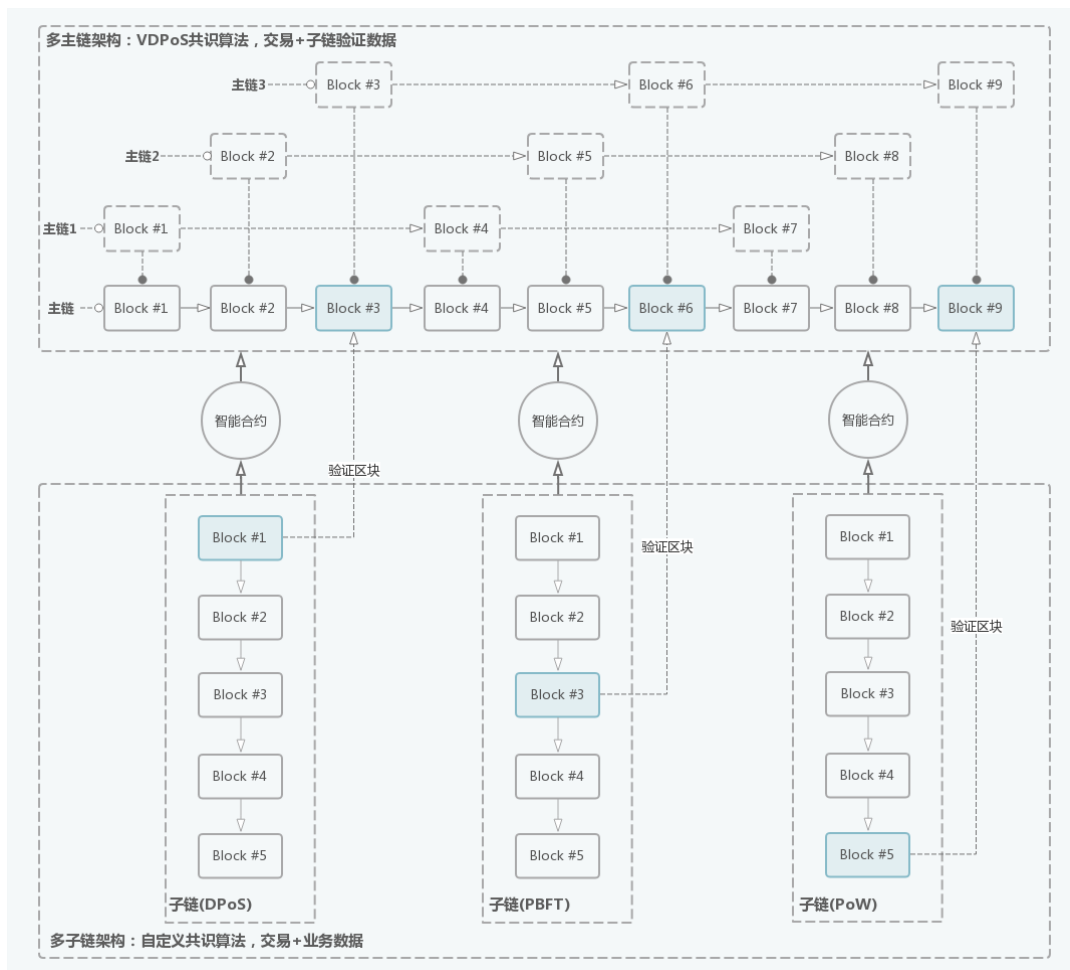 多主链架构：VDPoS共识算法，交易+子链验证数据
主链3
Block #3
Block #6
Block #9
主链2
Block #2
Block #5
Block #8
主链1
Block #1
Block #4
Block #7
主链
Block #1
Block #2
Block #3
Block #4
Block #5
Block #6
Block #7
Block #8
Block #9
智能合约
智能合约
智能合约
验证区块
验证区块
验证区块
Block #1
Block #2
Block #3
Block #4
Block #5
子链(DPoS)
Block #1
Block #2
Block #3
Block #4
Block #5
子链(PBFT)
Block #1
Block #2
Block #3
Block #4
Block #5
子链(PoW)
多子链架构：自定义共识算法，交易+业务数据